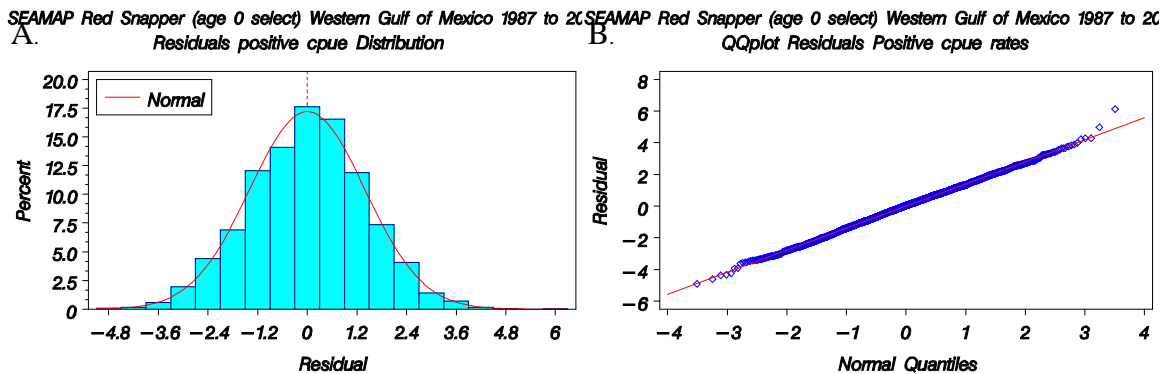 SEAMAP Red Snapper (age 0 select) Western Gulf of Mexico 1987 to
A.
Residuals positive cpue Distribution
Normal
Percent
20.0
17.5
15.0
12.5
10.0
7.5
5.0
2.5
0
−4.8 −3.6 −2.4 −1.2 0 1.2 2.4 3.6 4.8 6
Residual
SEAMAP Red Snapper (age 0 select) Western Gulf of Mexico 1987 to
B.
QQplot Residuals Positive cpue rates
Residual
8
6
4
2
0
−2
−4
−6
−4 −3 −2 −1 0 1 2 3 4
Normal Quantiles